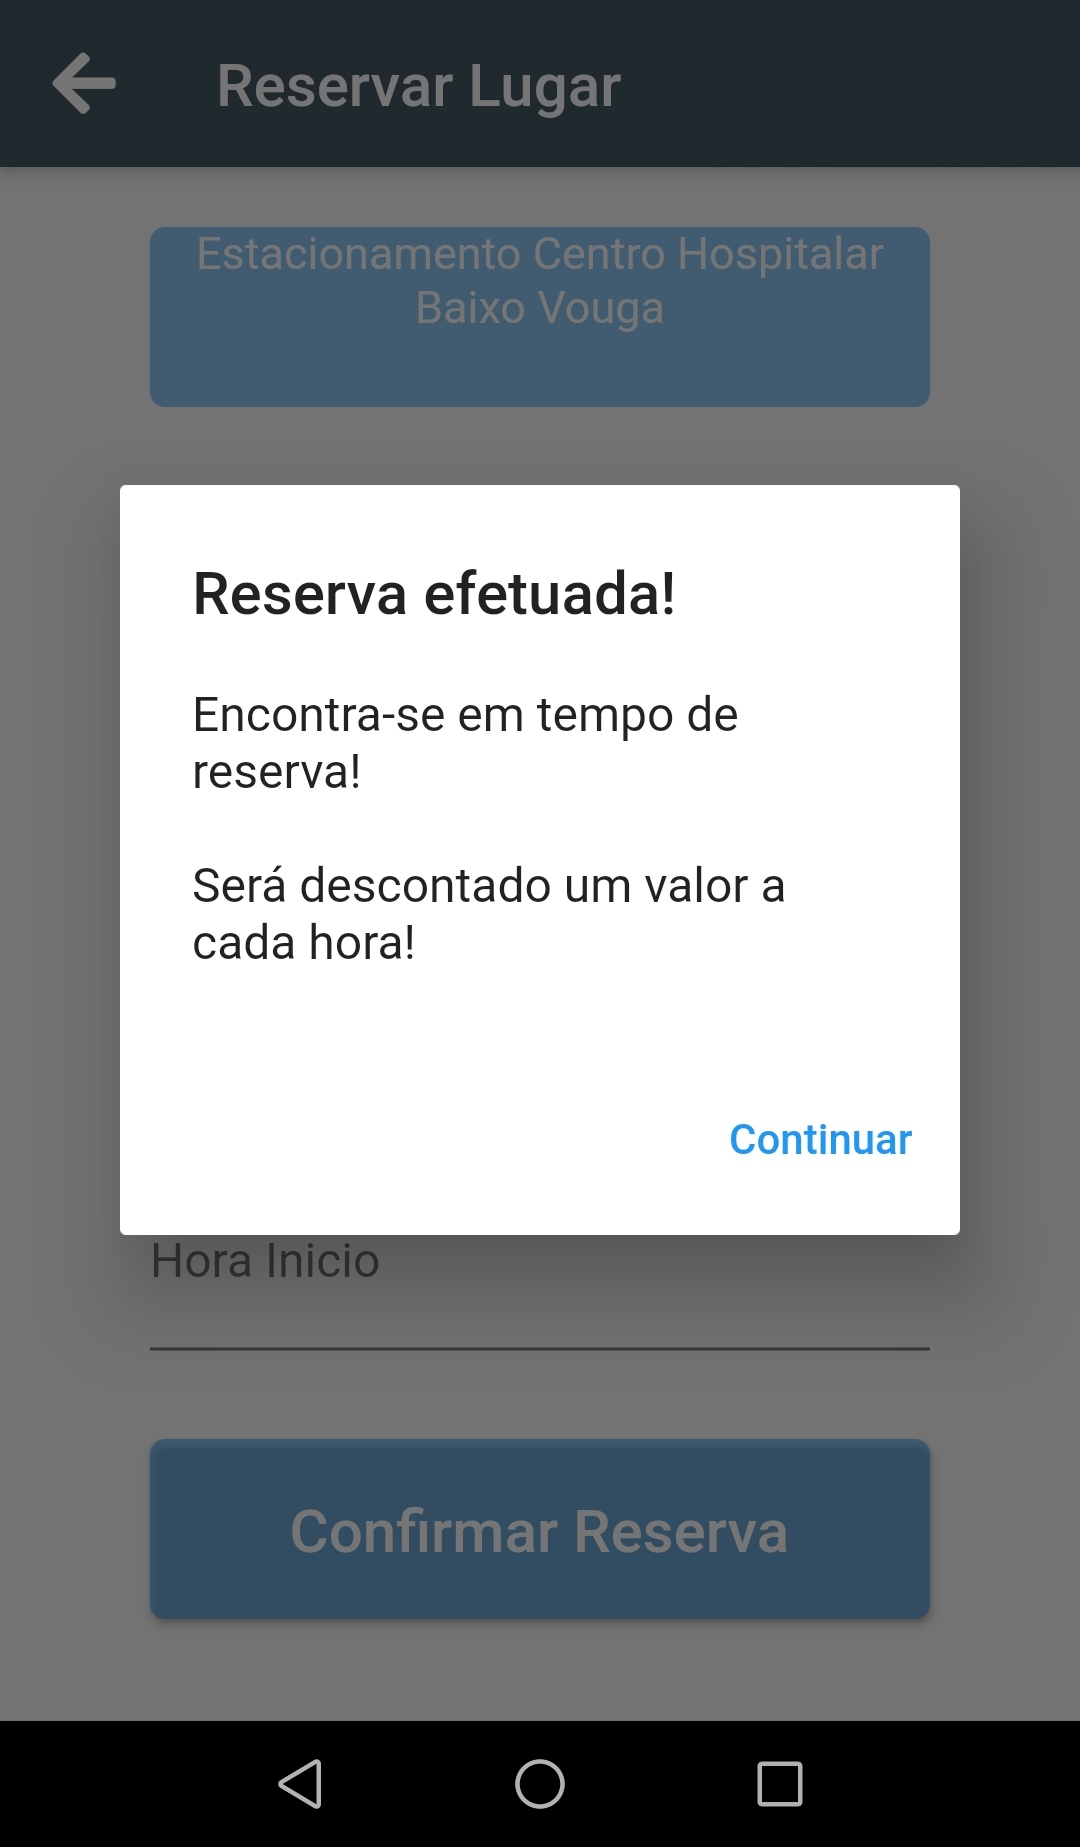 Reservar Lugar
Estacionamento Centro Hospitalar
Baixo Vouga
Reserva efetuada!
Encontra-se em tempo de
reserva!
Será descontado um valor a
cada hora!
Continuar
Hora Inicio
Confirmar Reserva